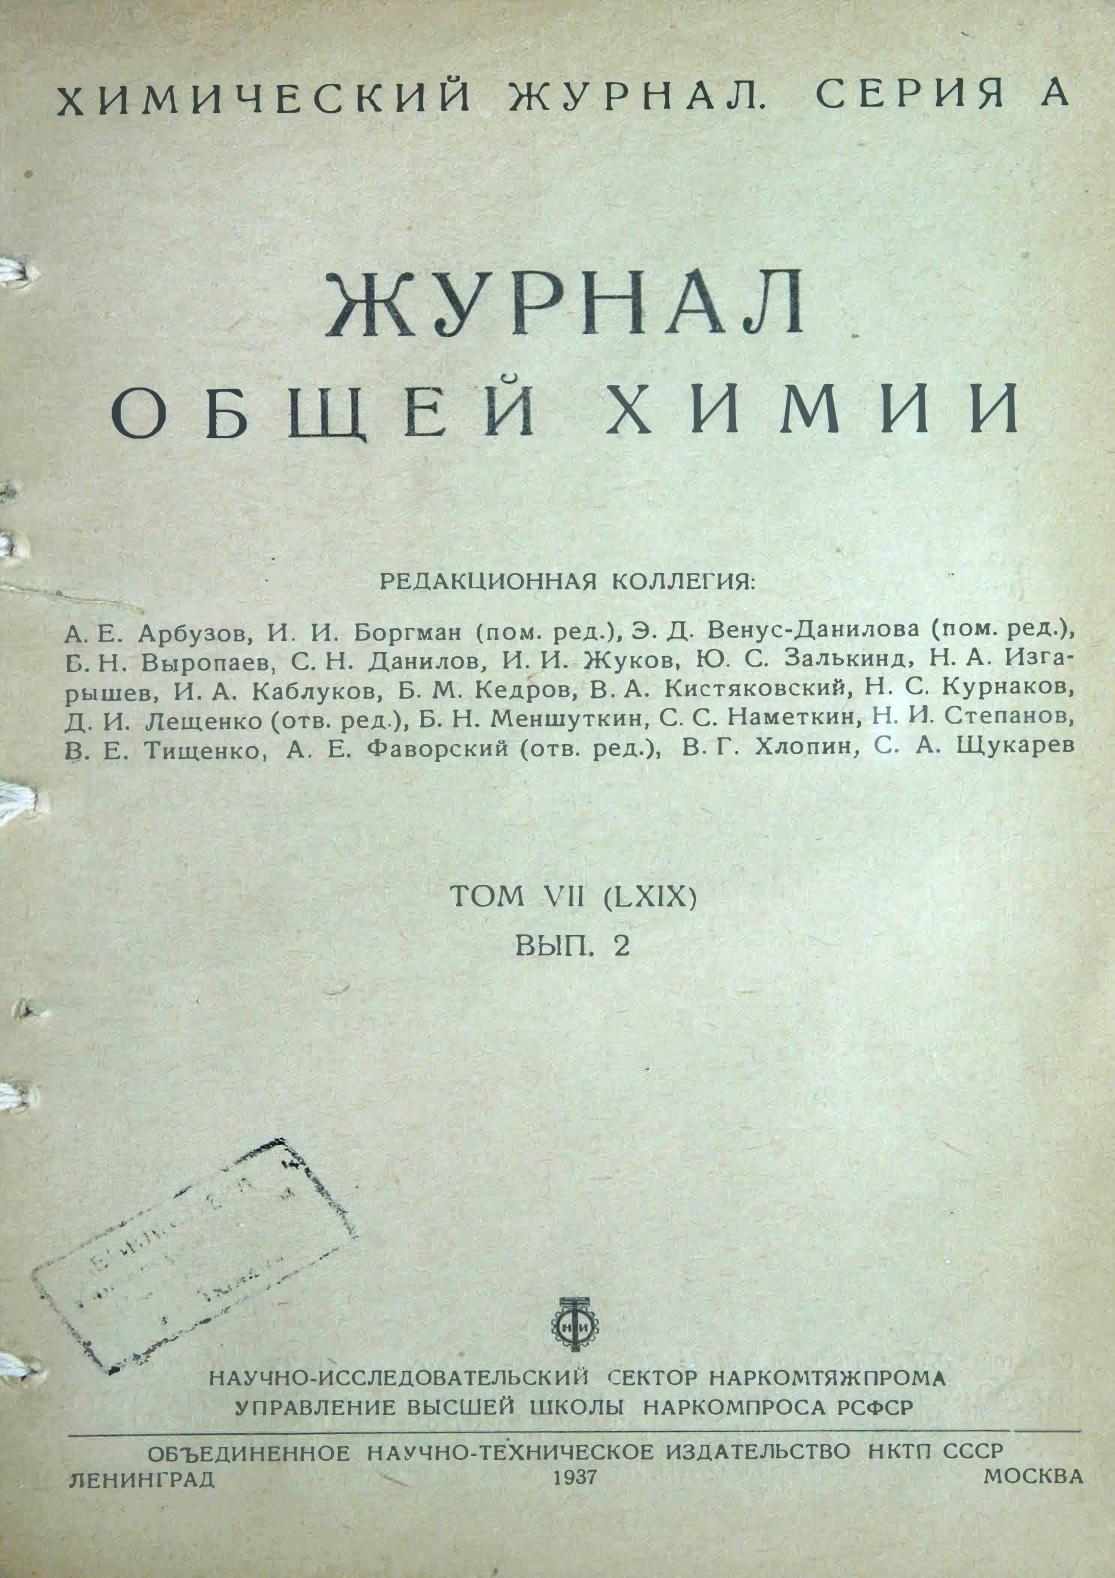 ХИМИЧЕСКИЙ ЖУРНАЛ. СЕРИЯ А
ЖУРНАЛ
ОБЩЕЙ ХИМИИ
РЕДАКЦИОННАЯ КОЛЛЕГИЯ:
А. Е. Арбузов, И. И. Боргман (пом. ред.), Э. Д. Венус-Данилова (пом. ред.),
Б. Н. Выропаев, С. Н. Данилов, И. И. Жуков, Ю. С. Залькинд, Н. А. Изга-
рышев, И. А. Каблуков, Б. М. Кедров, В. А. Кистяковский, Н. С. Курнаков,
Д. И. Лещенко (отв. ред.), Б. Н. Меншуткин, С. С. Наметкин, Н. И. Степанов,
В. Е. Тищенко, А. Е. Фаворский (отв. ред.), В. Г. Хлопин, С. А. Щукарев
ТОМ VII (LXIX)
ВЫП. 2
НТИ
НАУЧНО-ИССЛЕДОВАТЕЛЬСКИЙ СЕКТОР НАРКОМТЯЖПРОМА
УПРАВЛЕНИЕ ВЫСШЕЙ ШКОЛЫ НАРКОМПРОСА РСФСР
ОБЪЕДИНЕННОЕ НАУЧНО-ТЕХНИЧЕСКОЕ ИЗДАТЕЛЬСТВО НКТП СССР
ЛЕНИНГРАД 1937 МОСКВА